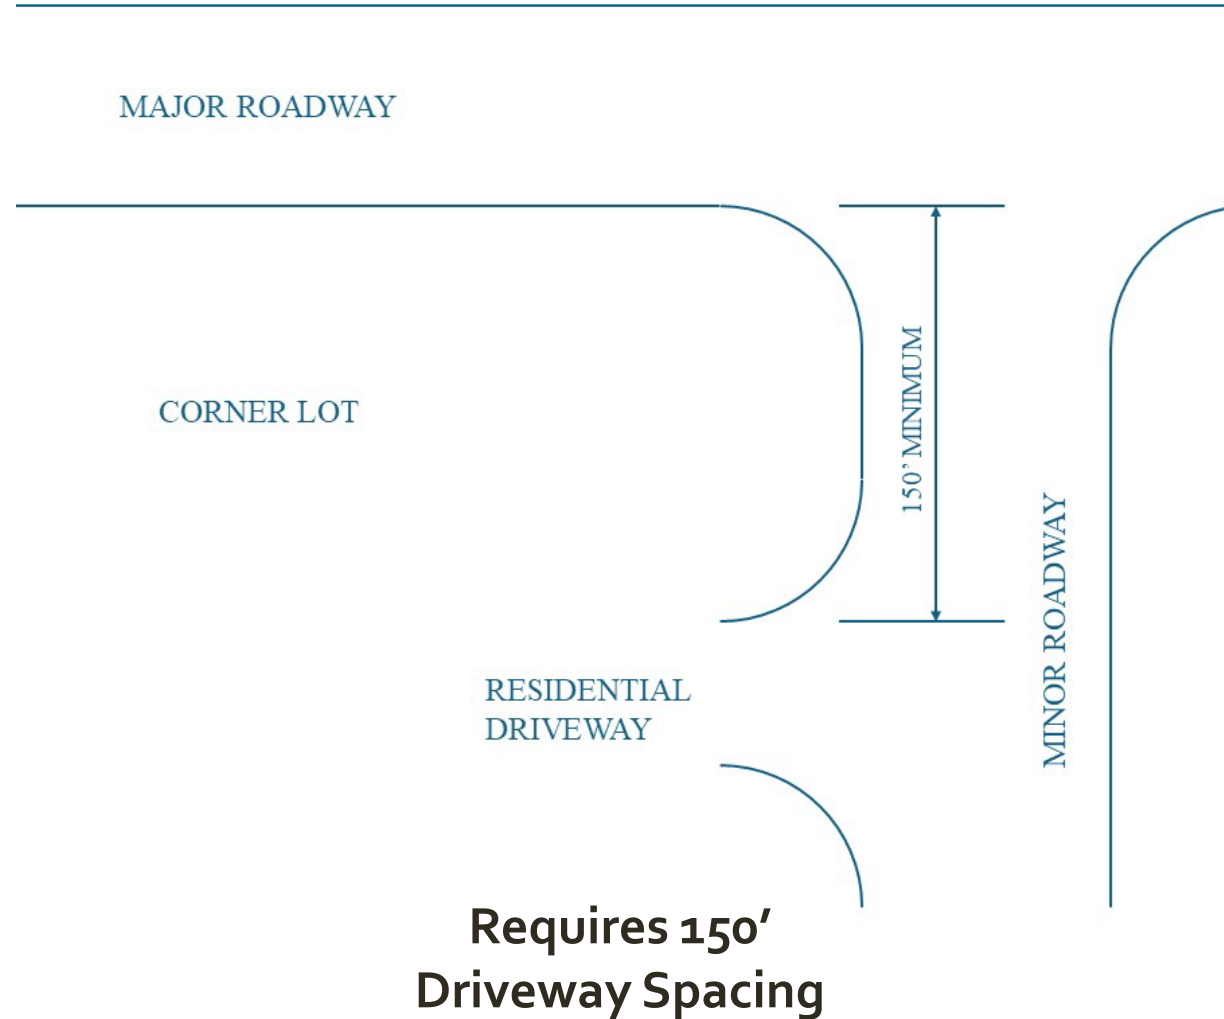 MAJOR ROADWAY
CORNER LOT
150’ MINIMUM
MINOR ROADWAY
RESIDENTIAL
DRIVEWAY
Requires 150’
Driveway Spacing